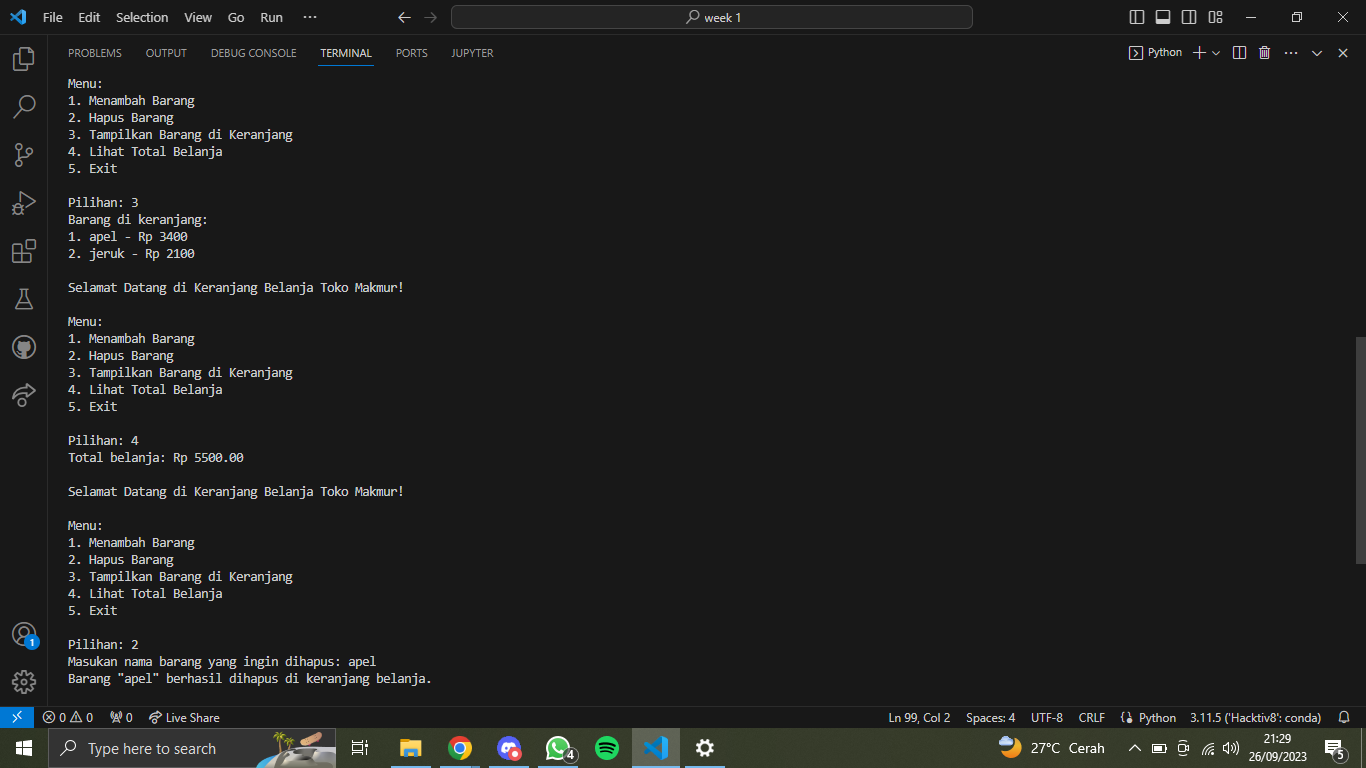 File Edit Selection View Go Run ···
week 1
PROBLEMS OUTPUT DEBUG CONSOLE TERMINAL PORTS JUPYTER
Python
Menu:
1. Menambah Barang
2. Hapus Barang
3. Tampilkan Barang di Keranjang
4. Lihat Total Belanja
5. Exit
Pilihan: 3
Barang di keranjang:
1. apel - Rp 3400
2. jeruk - Rp 2100
Selamat Datang di Keranjang Belanja Toko Makmur!
Menu:
1. Menambah Barang
2. Hapus Barang
3. Tampilkan Barang di Keranjang
4. Lihat Total Belanja
5. Exit
Pilihan: 4
Total belanja: Rp 5500.00
Selamat Datang di Keranjang Belanja Toko Makmur!
Menu:
1. Menambah Barang
2. Hapus Barang
3. Tampilkan Barang di Keranjang
4. Lihat Total Belanja
5. Exit
Pilihan: 2
Masukan nama barang yang ingin dihapus: apel
Barang "apel" berhasil dihapus di keranjang belanja.
1
0 0 0 Live Share Ln 99, Col 2 Spaces: 4 UTF-8 CRLF Python 3.11.5 ('Hacktiv8': conda)
Type here to search
4
27°C Cerah
21:29
26/09/2023
5